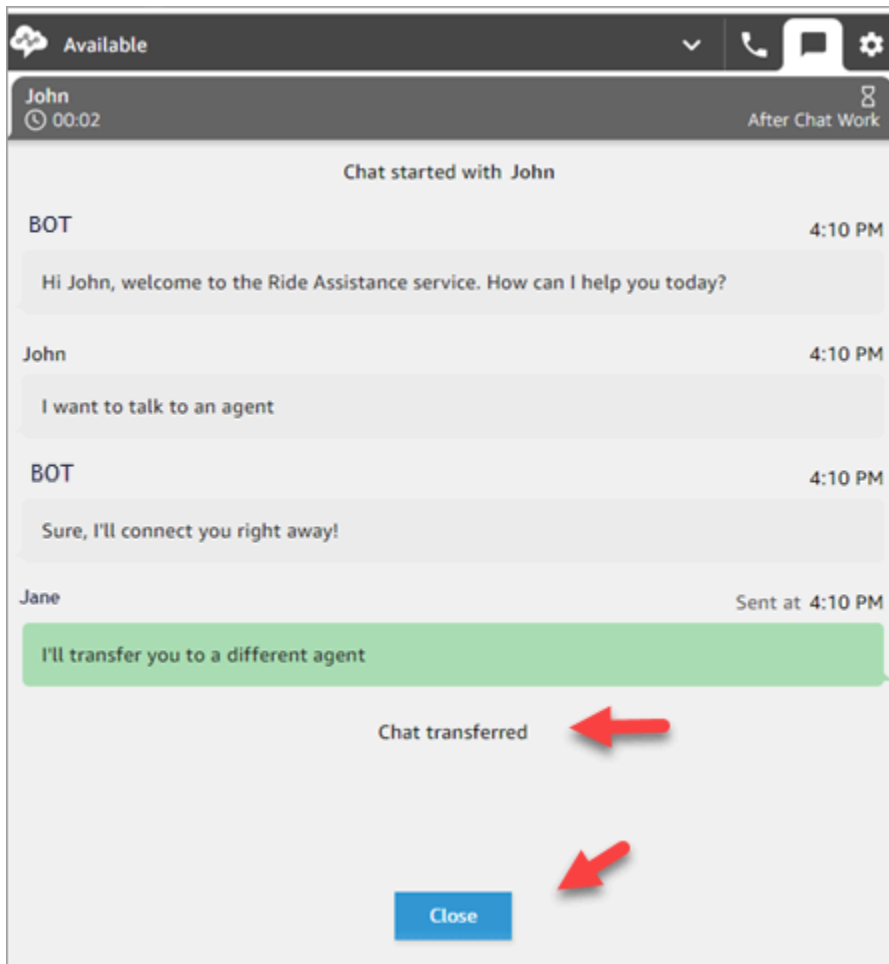 Available
John
00:02
After Chat Work
Chat started with John
BOT
4:10 PM
Hi John, welcome to the Ride Assistance service. How can I help you today?
John
4:10 PM
I want to talk to an agent
BOT
4:10 PM
Sure, I'll connect you right away!
Jane
Sent at 4:10 PM
I'll transfer you to a different agent
Chat transferred
Close